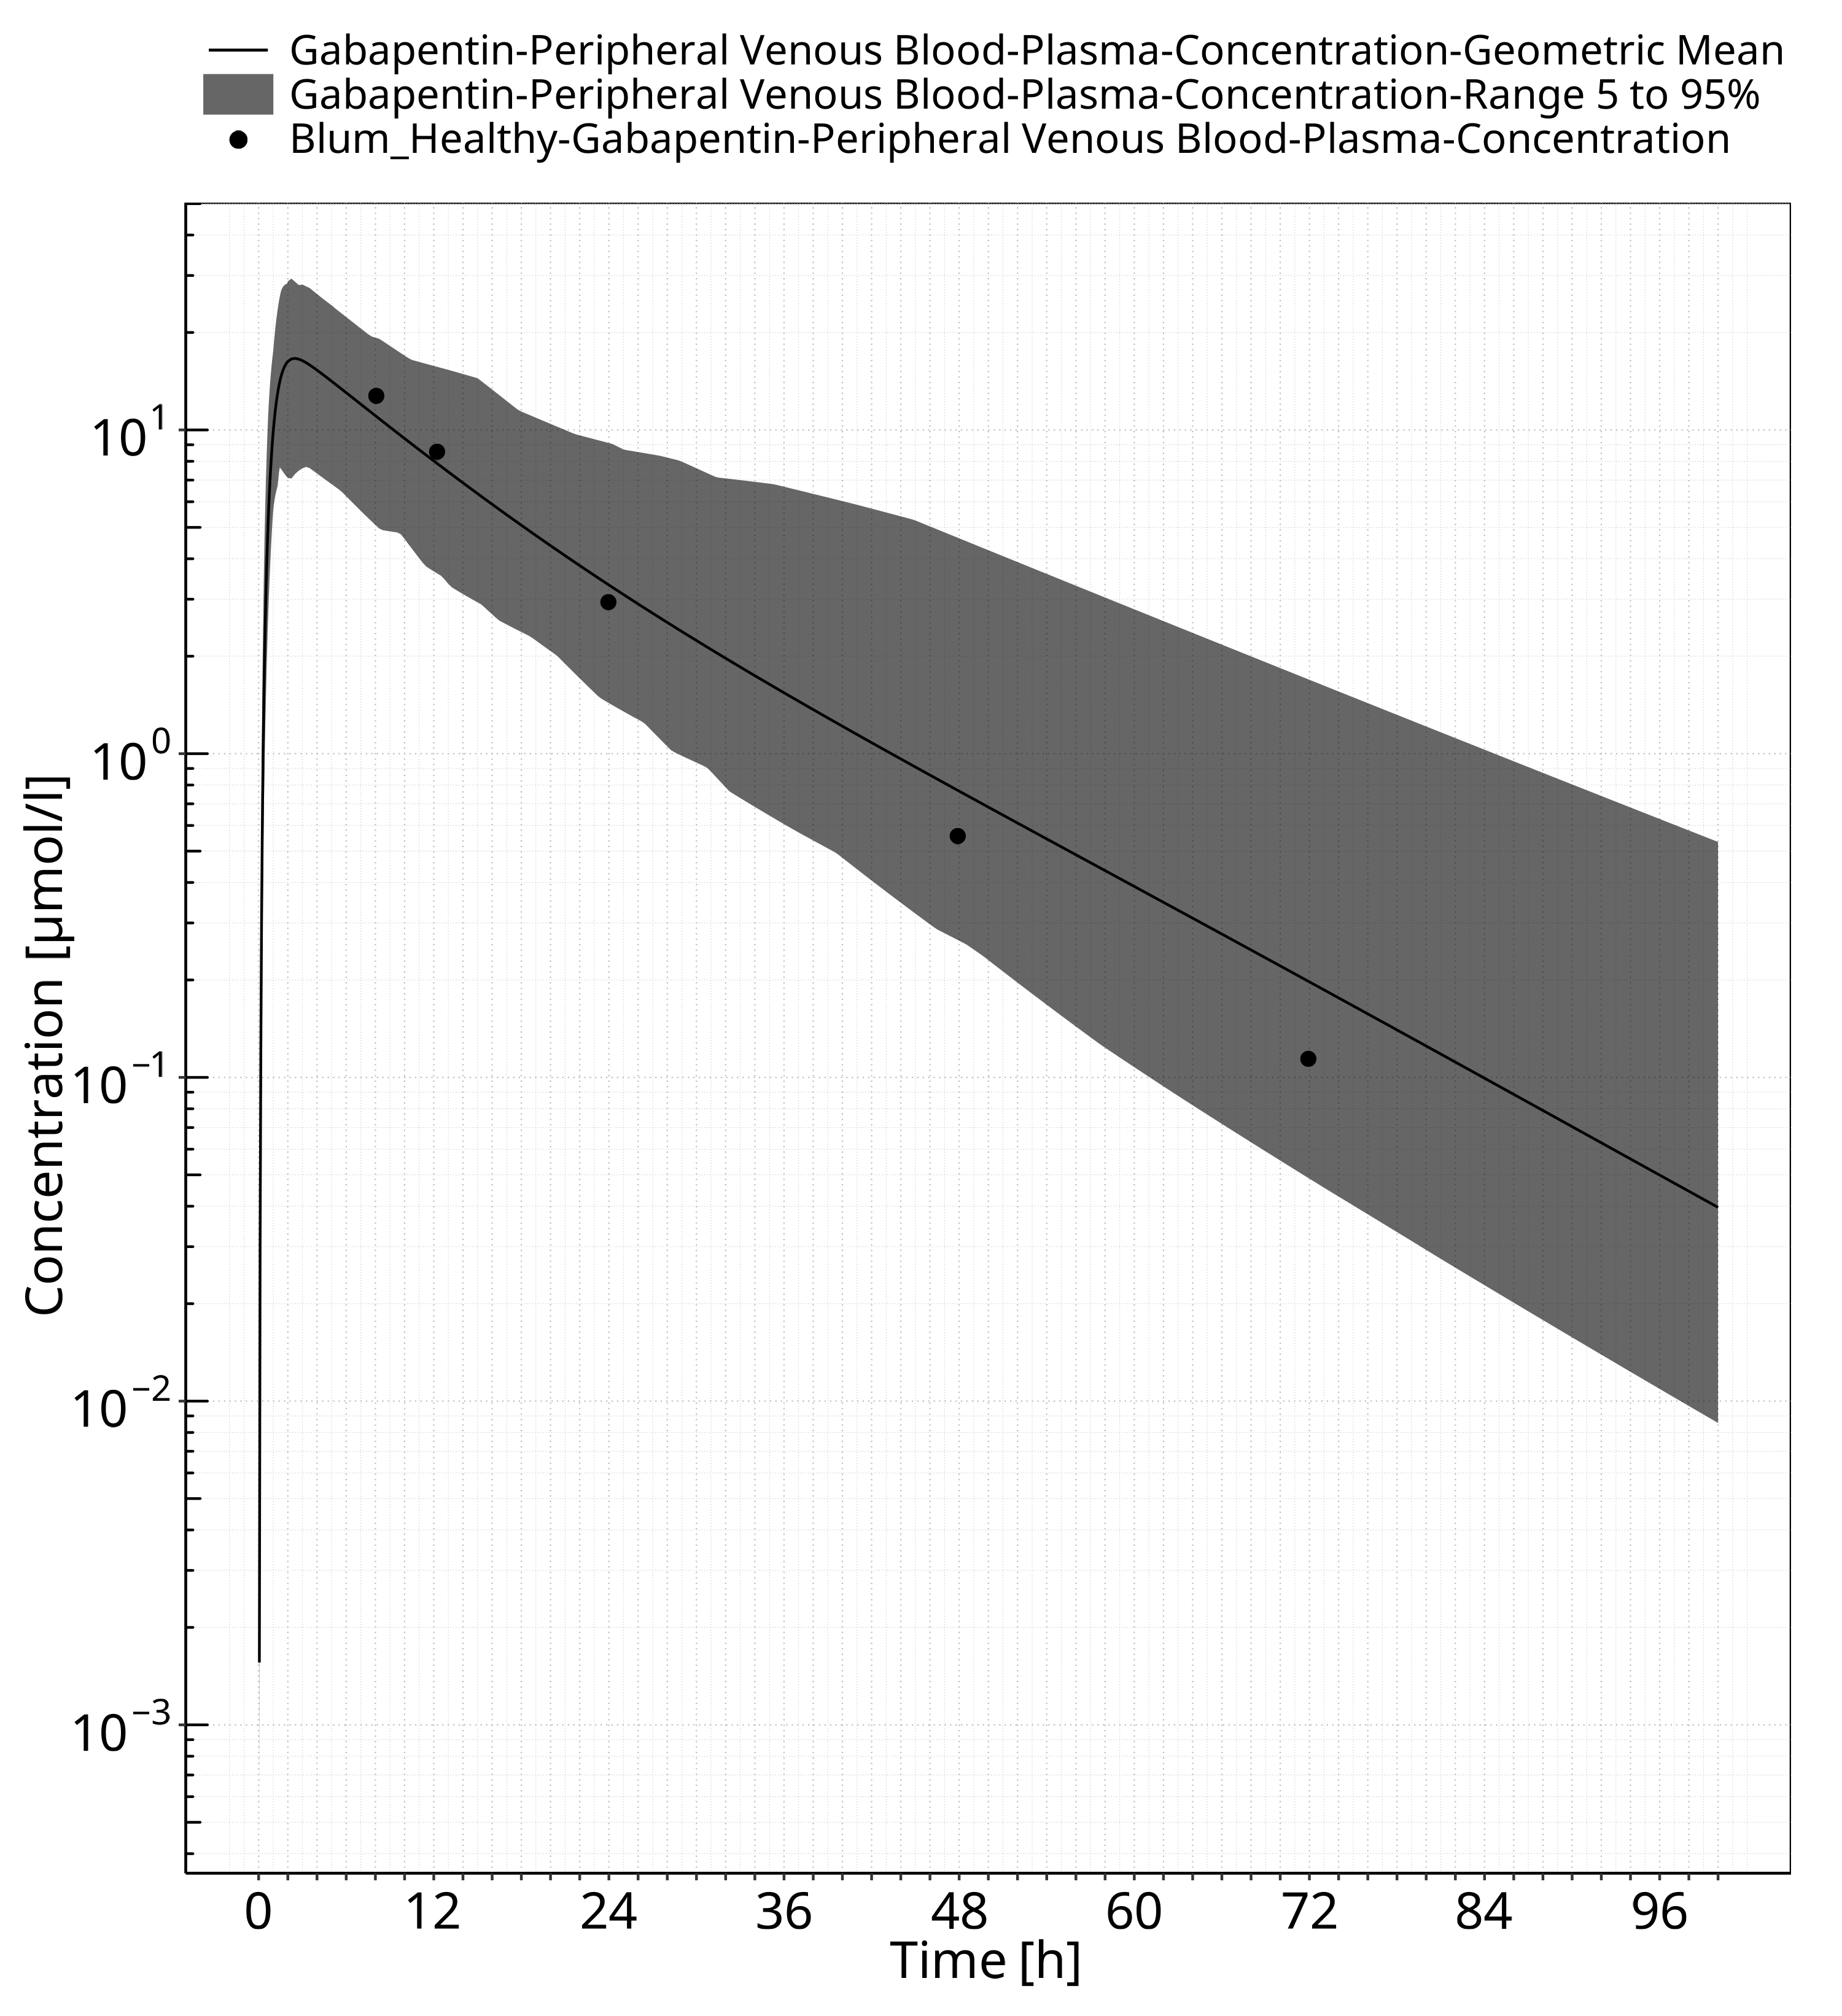 Gabapentin-Peripheral Venous Blood-Plasma-Concentration-Geometric Mean
Gabapentin-Peripheral Venous Blood-Plasma-Concentration-Range 5 to 95%
Blum_Healthy-Gabapentin-Peripheral Venous Blood-Plasma-Concentration
Concentration [µmol/l]
10^1
10^0
10^−1
10^−2
10^−3
0 12 24 36 48 60 72 84 96
Time [h]